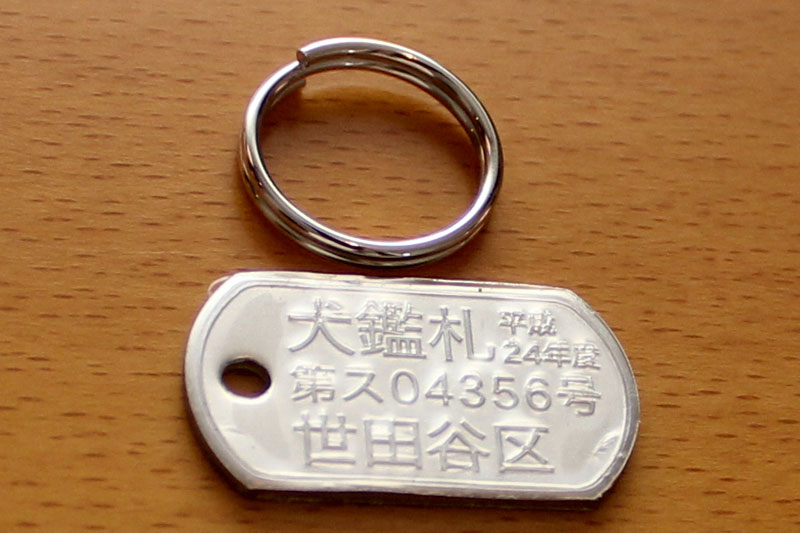 犬鑑札 平成
24年度
第ス04356号
世田谷区